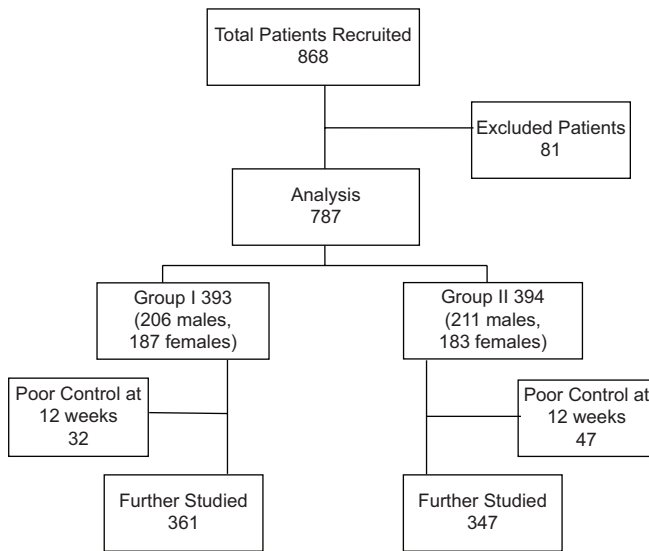 Total Patients Recruited
868
Excluded Patients
81
Analysis
787
Group I 393
(206 males,
187 females)
Group II 394
(211 males,
183 females)
Poor Control at
12 weeks
32
Poor Control at
12 weeks
47
Further Studied
361
Further Studied
347